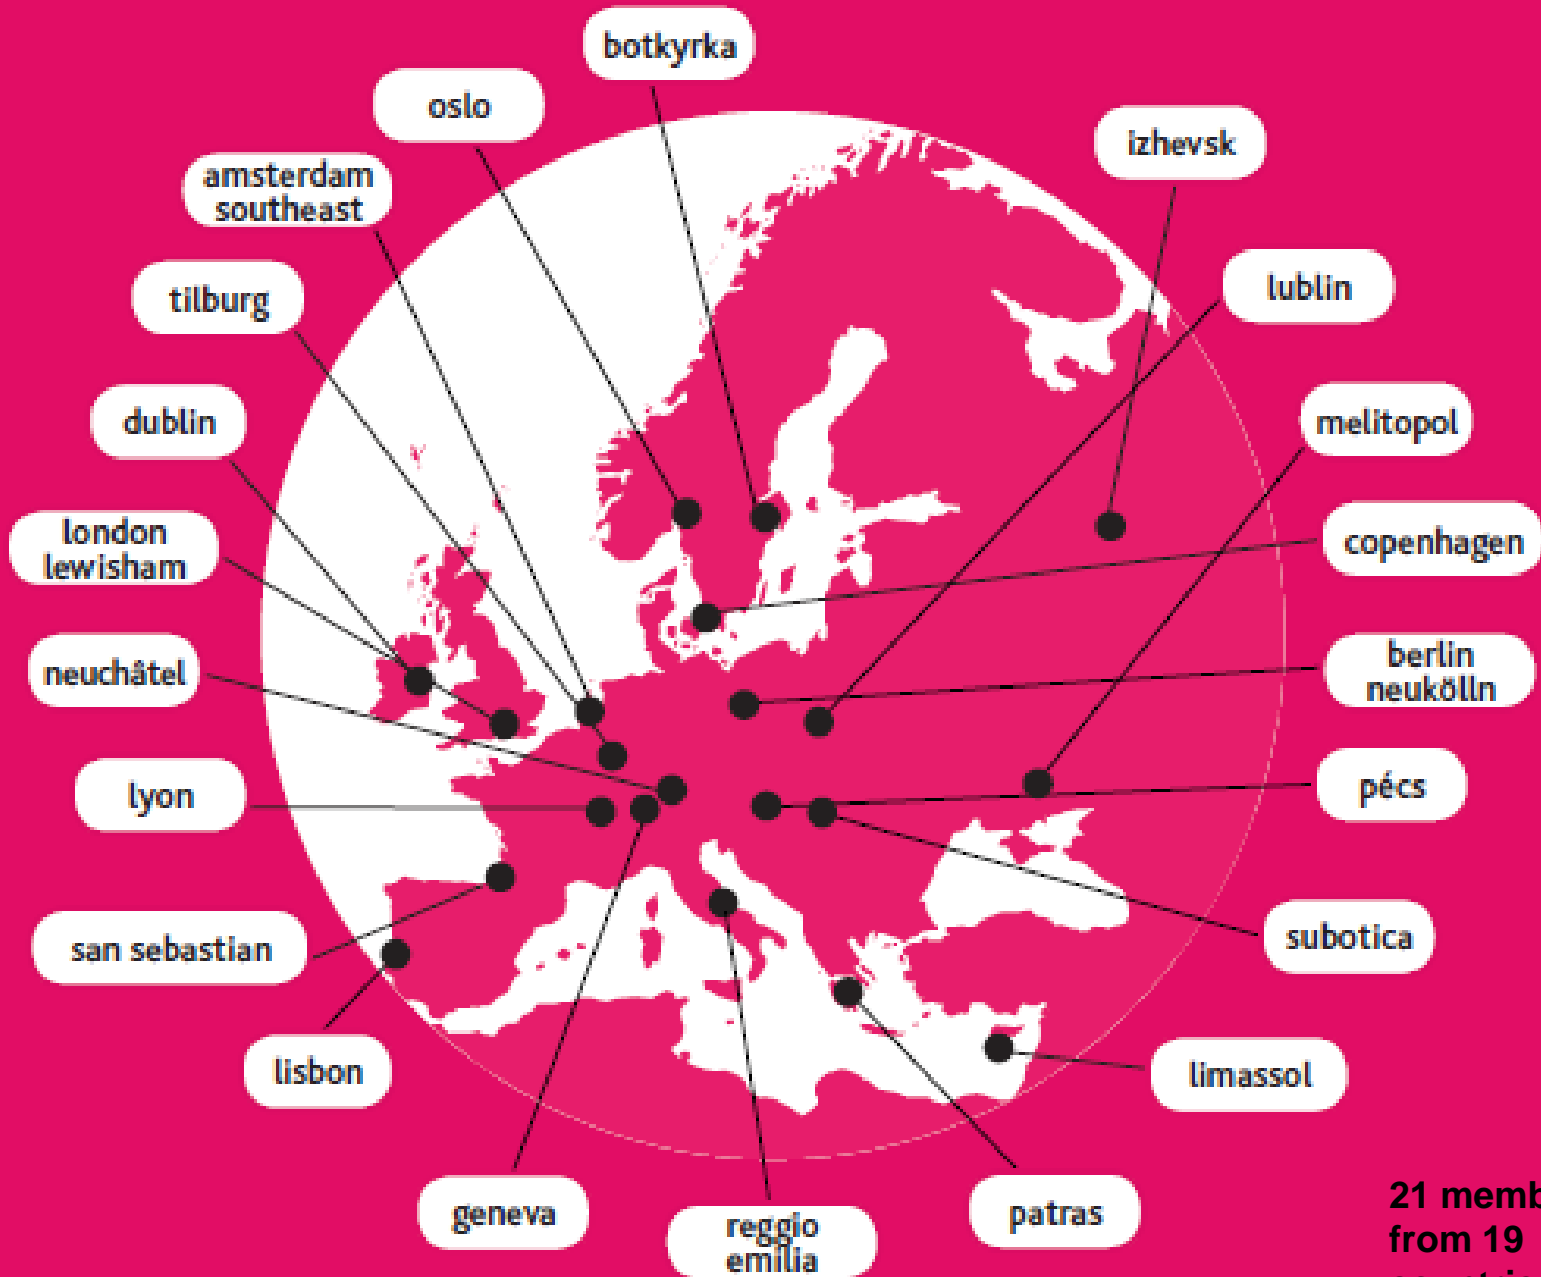 botkyrka
oslo
izhevsk
amsterdam
southeast
lublin
tilburg
melitopol
dublin
copenhagen
london
lewisham
berlin
neukölln
neuchâtel
pécs
lyon
subotica
san sebastian
lisbon
limassol
geneva
reggio
emilia
patras
21 memb
from 19